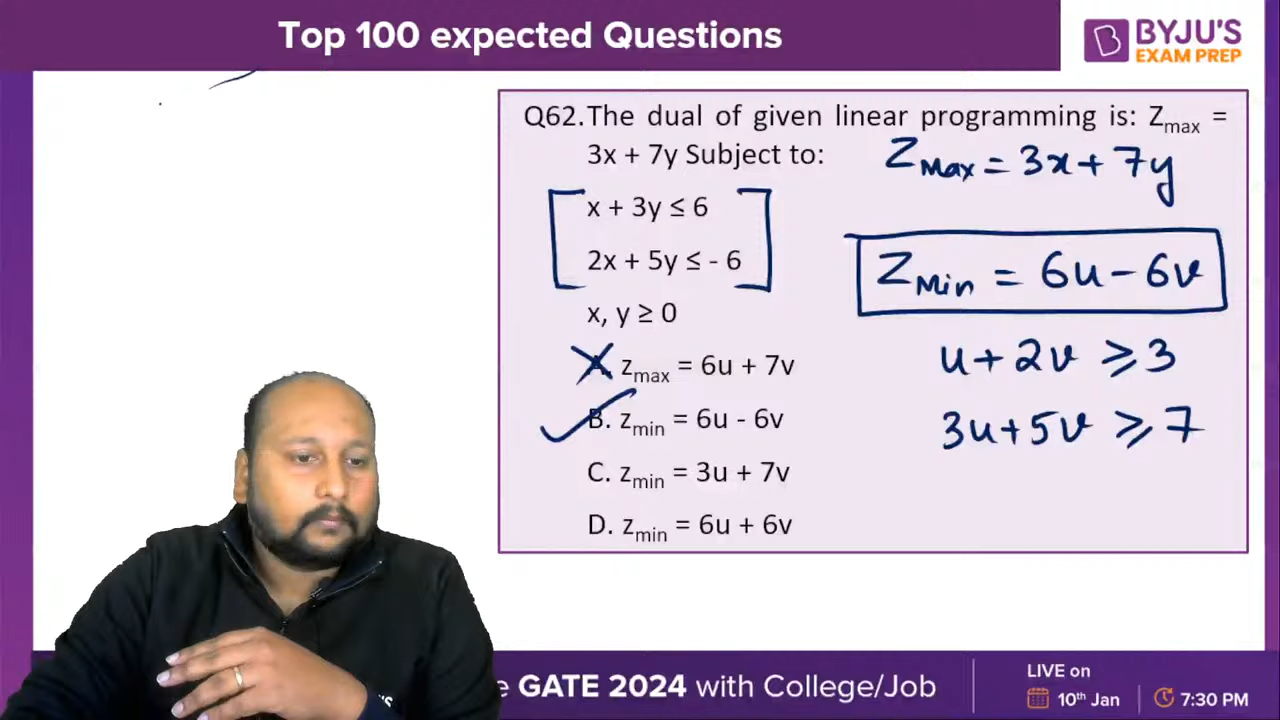 Top 100 expected Questions
BYJU'S
EXAM PREP
Q62. The dual of given linear programming is: Zmax =
3x + 7y Subject to:
x + 3y ≤ 6
2x + 5y ≤ - 6
x, y ≥ 0
A. zmax = 6u + 7v
B. zmin = 6u - 6v
C. zmin = 3u + 7v
D. zmin = 6u + 6v
ZMax = 3x + 7y
ZMin = 6u - 6v
u + 2v ≥ 3
3u + 5v ≥ 7
e GATE 2024 with College/Job
LIVE on
10th Jan
7:30 PM